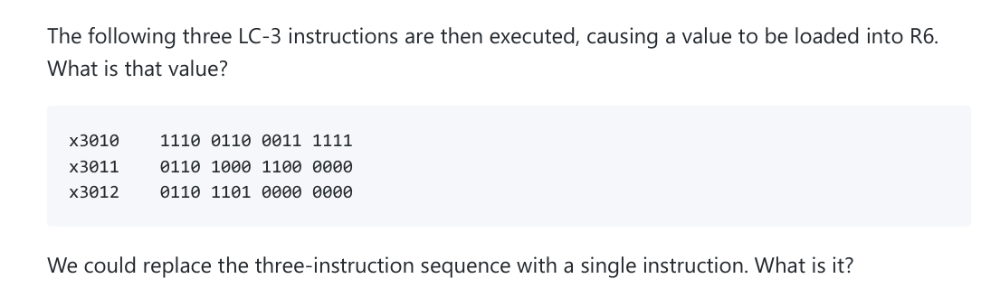 The following three LC-3 instructions are then executed, causing a value to be loaded into R6.
What is that value?
x3010 1110 0110 0011 1111
x3011 0110 1000 1100 0000
x3012 0110 1101 0000 0000
We could replace the three-instruction sequence with a single instruction. What is it?